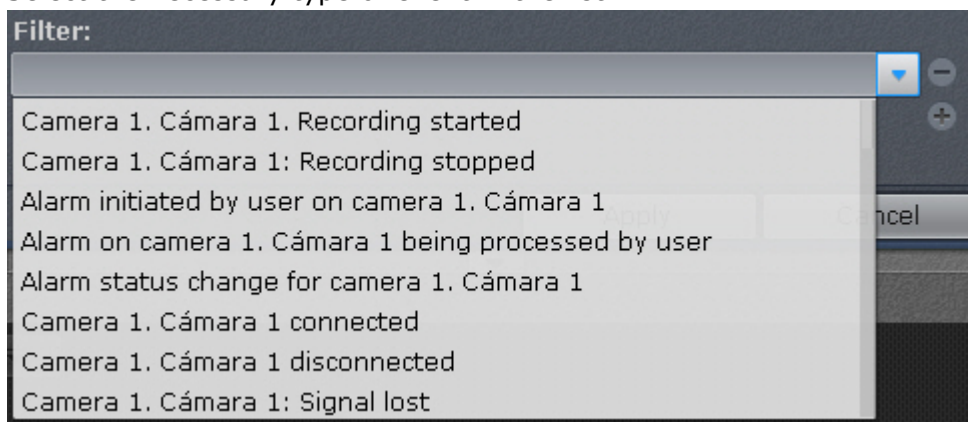 Filter:
Camera 1. Cámara 1. Recording started
Camera 1. Cámara 1: Recording stopped
Alarm initiated by user on camera 1. Cámara 1
Alarm on camera 1. Cámara 1 being processed by user
Alarm status change for camera 1. Cámara 1
Camera 1. Cámara 1 connected
Camera 1. Cámara 1 disconnected
Camera 1. Cámara 1: Signal lost
Apply
Cancel